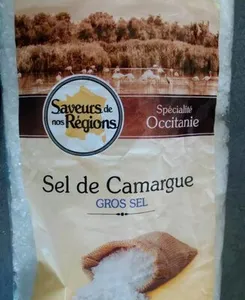 Saveurs de
nos Régions
Spécialité
Occitanie
Sel de Camargue
GROS SEL